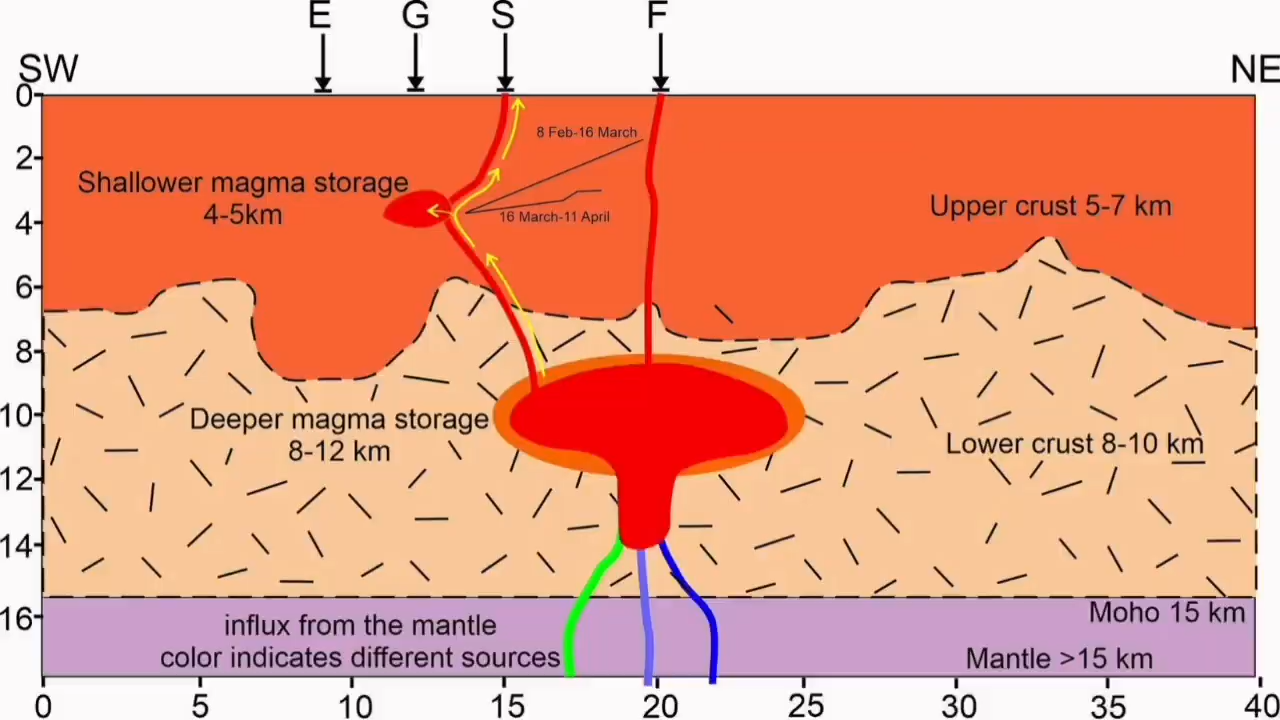 E G S F
SW NE
0
8 Feb-16 March
2
Shallower magma storage
4-5km
Upper crust 5-7 km
4
16 March-11 April
6
8
10
Deeper magma storage
8-12 km
Lower crust 8-10 km
12
14
Moho 15 km
16
influx from the mantle
color indicates different sources
Mantle >15 km
0 5 10 15 20 25 30 35 40